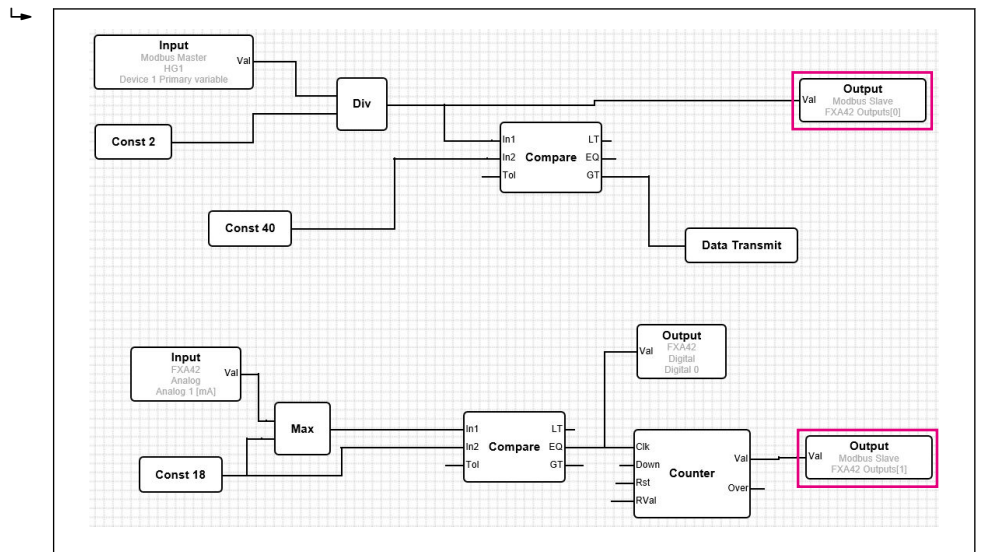 Input
Modbus Master
HG1
Device 1 Primary variable
Val
Div
Const 2
Output
Modbus Slave
FXA42 Outputs[0]
Val
In1
In2
Tol
Compare
LT
EQ
GT
Const 40
Data Transmit
Input
FXA42
Analog
Analog 1 [mA]
Val
Max
Const 18
In1
In2
Tol
Compare
LT
EQ
GT
Output
FXA42
Digital
Digital 0
Val
Clk
Down
Rst
RVal
Counter
Val
Over
Output
Modbus Slave
FXA42 Outputs[1]
Val